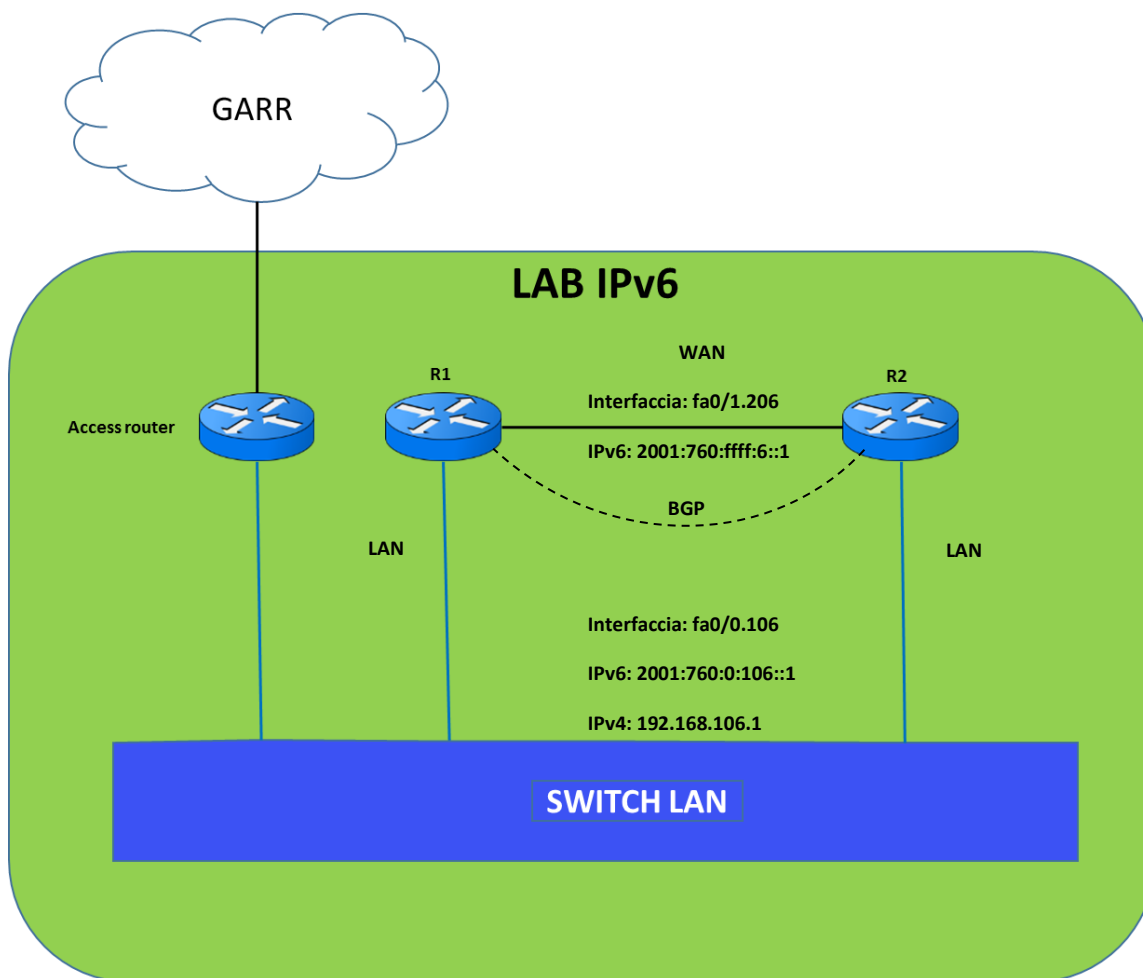 GARR
LAB IPv6
WAN
R1
R2
Interfaccia: fa0/1.206
Access router
IPv6: 2001:760:ffff:6::1
BGP
LAN
LAN
Interfaccia: fa0/0.106
IPv6: 2001:760:0:106::1
IPv4: 192.168.106.1
SWITCH LAN